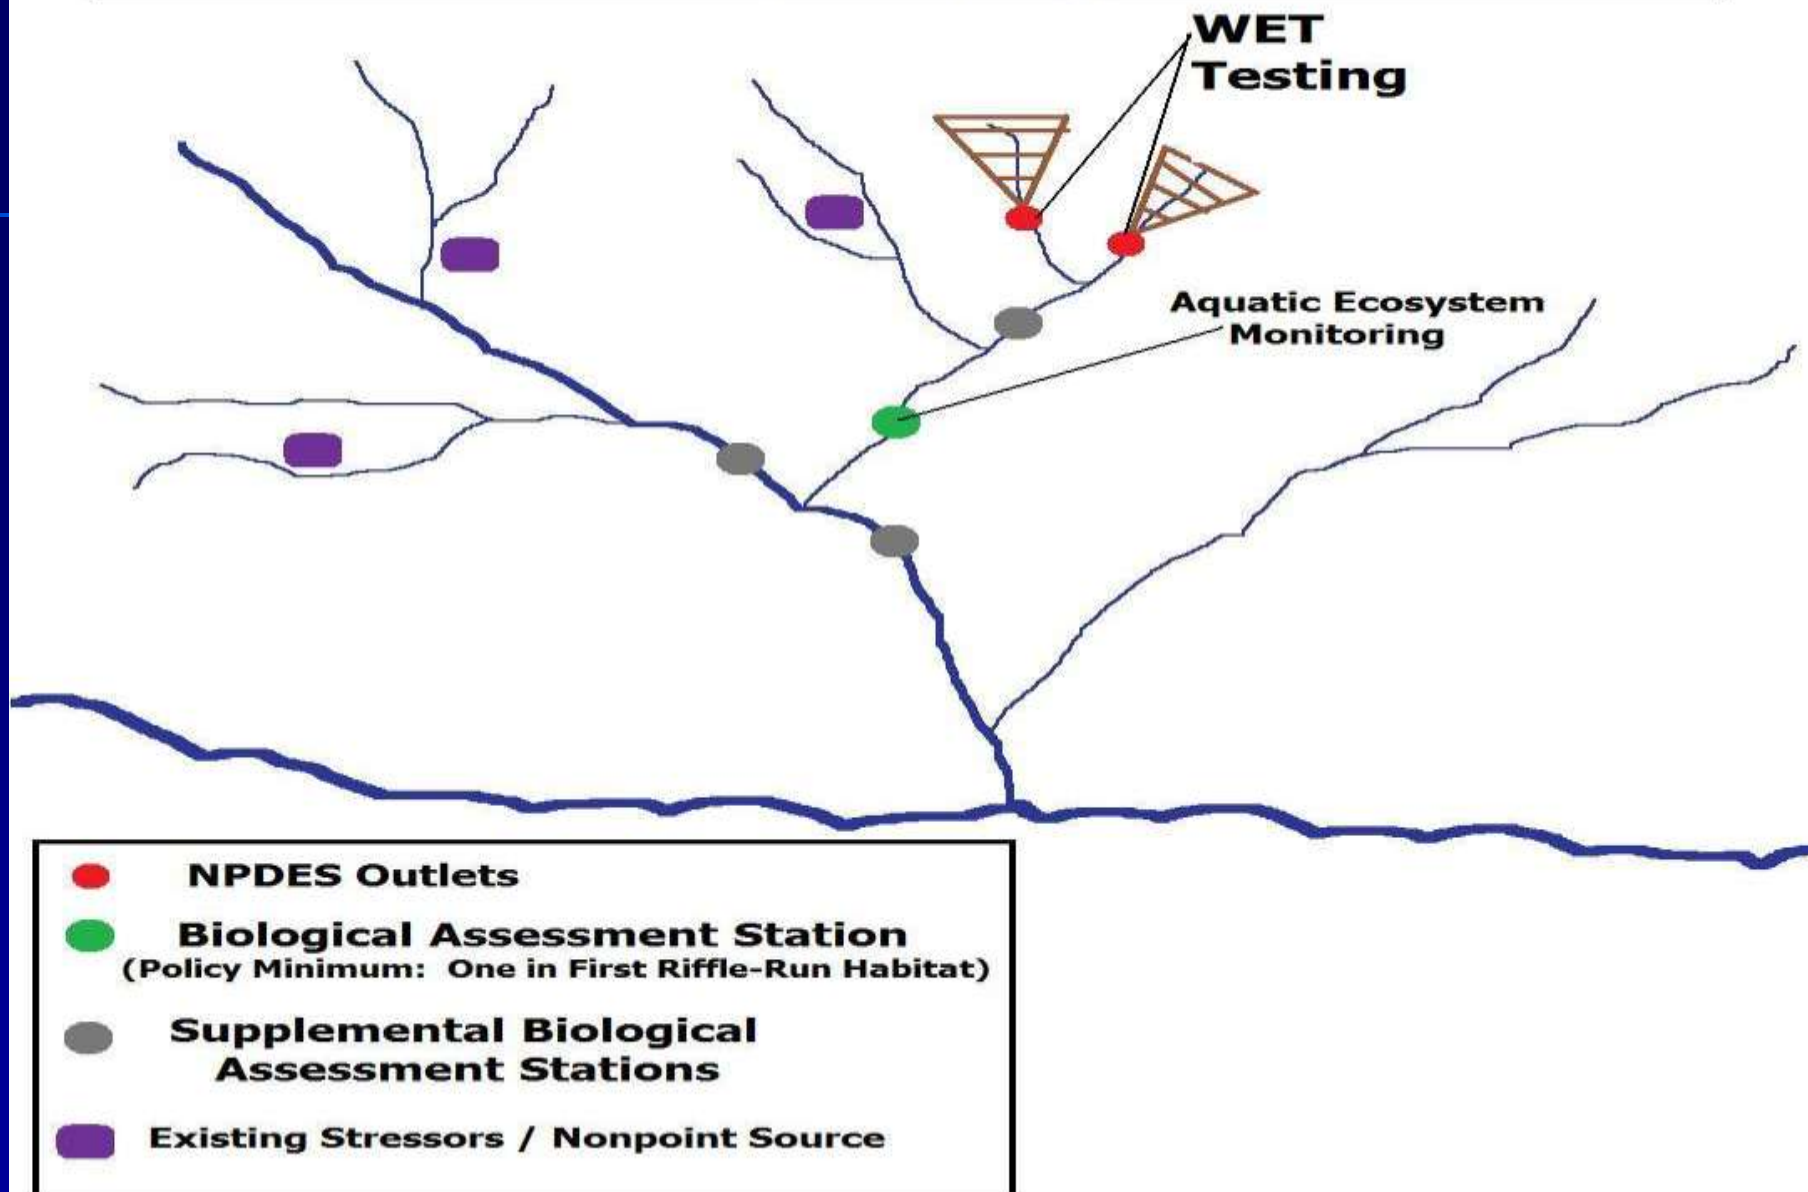 WET
Testing
Aquatic Ecosystem
Monitoring
NPDES Outlets
Biological Assessment Station
(Policy Minimum: One in First Riffle-Run Habitat)
Supplemental Biological
Assessment Stations
Existing Stressors / Nonpoint Source